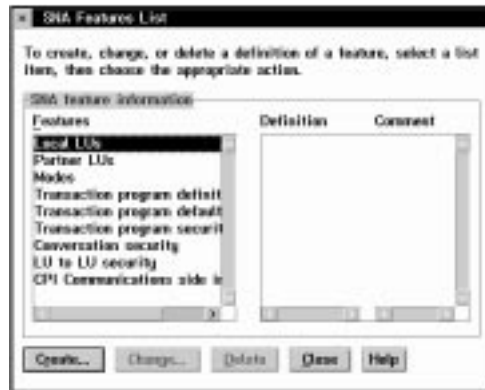 SNA Features List
To create, change, or delete a definition of a feature, select a list
item, then choose the appropriate action.
SNA feature information
Features
Definition Comment
Local LUs
Partner LUs
Modes
Transaction program definit
Transaction program default
Transaction program securit
Conversation security
LU to LU security
CPI Communications side in
Create... Change... Delete Close Help